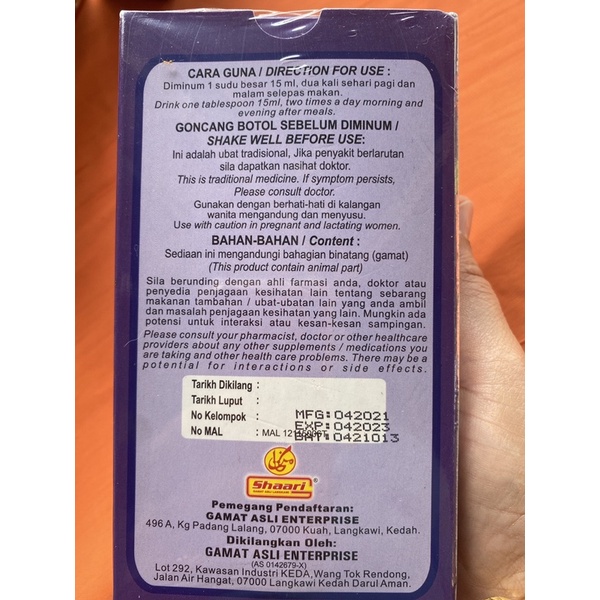 CARA GUNA / DIRECTION FOR USE :
Diminum 1 sudu besar 15 ml, dua kali sehari pagi dan
malam selepas makan.
Drink one tablespoon 15ml, two times a day morning and
evening after meals.
GONCANG BOTOL SEBELUM DIMINUM /
SHAKE WELL BEFORE USE:
Ini adalah ubat tradisional, Jika penyakit berlarutan
sila dapatkan nasihat doktor.
This is traditional medicine. If symptom persists,
Please consult doctor.
Gunakan dengan berhati-hati di kalangan
wanita mengandung dan menyusu.
Use with caution in pregnant and lactating women.
BAHAN-BAHAN / Content :
Sediaan ini mengandungi bahagian binatang (gamat)
(This product contain animal part)
Sila berunding dengan ahli farmasi anda, doktor atau
penyedia penjagaan kesihatan lain tentang sebarang
makanan tambahan / ubat-ubatan lain yang anda ambil
dan masalah penjagaan kesihatan yang lain. Mungkin ada
potensi untuk interaksi atau kesan-kesan sampingan.
Please consult your pharmacist, doctor or other healthcare
providers about any other supplements / medications you
are taking and other health care problems. There may be a
potential for interactions or side effects.
Tarikh Dikilang :
Tarikh Luput :
No Kelompok : MFG:042021
EXP:042023
No MAL : MAL BAT:0421013
Shaari ®
Pemegang Pendaftaran:
GAMAT ASLI ENTERPRISE
496 A, Kg Padang Lalang, 07000 Kuah, Langkawi, Kedah.
Dikilangkan Oleh:
GAMAT ASLI ENTERPRISE
(AS 0142679-X)
Lot 292, Kawasan Industri KEDA,Wang Tok Rendong,
Jalan Air Hangat, 07000 Langkawi Kedah Darul Aman.